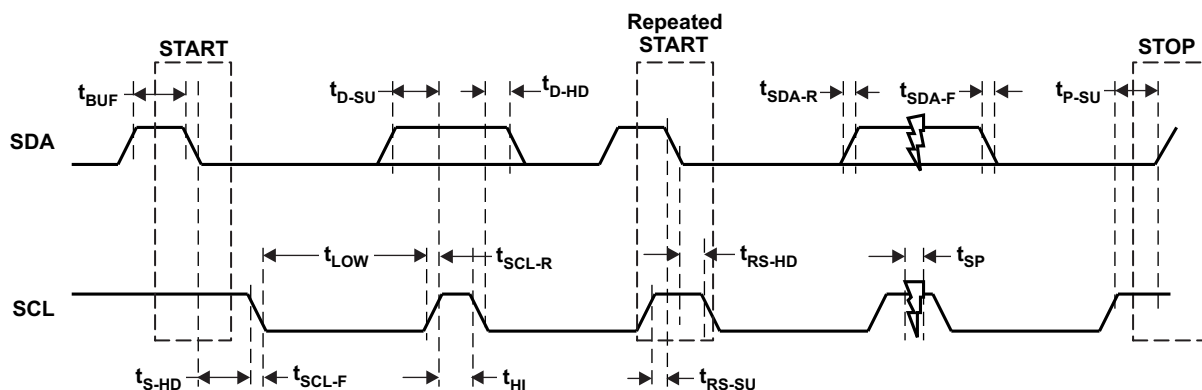 START
Repeated
START
STOP
tBUF
tD-SU
tD-HD
tSDA-R
tSDA-F
tP-SU
SDA
tLOW
tSCL-R
tRS-HD
tSP
SCL
tS-HD
tSCL-F
tHI
tRS-SU